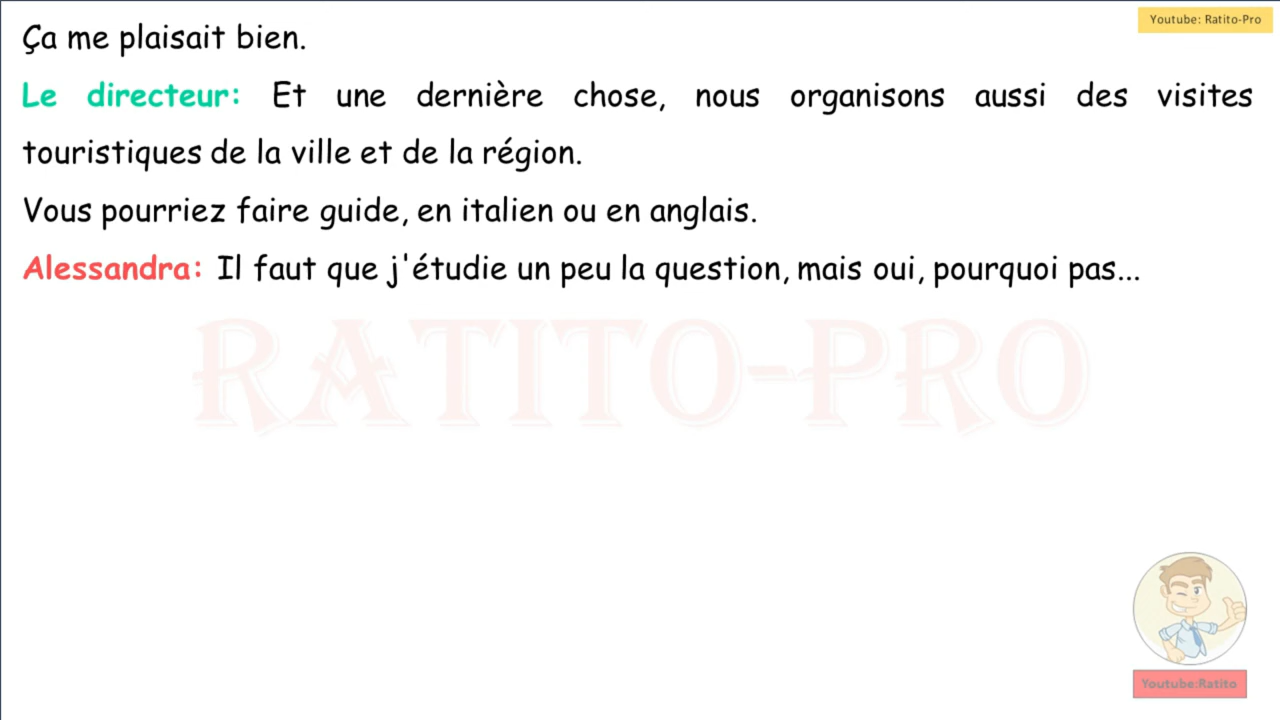 Youtube: Ratito-Pro
Ça me plaisait bien.
Le directeur: Et une dernière chose, nous organisons aussi des visites
touristiques de la ville et de la région.
Vous pourriez faire guide, en italien ou en anglais.
Alessandra: Il faut que j'étudie un peu la question, mais oui, pourquoi pas...
RATITO-PRO
Youtube:Ratito